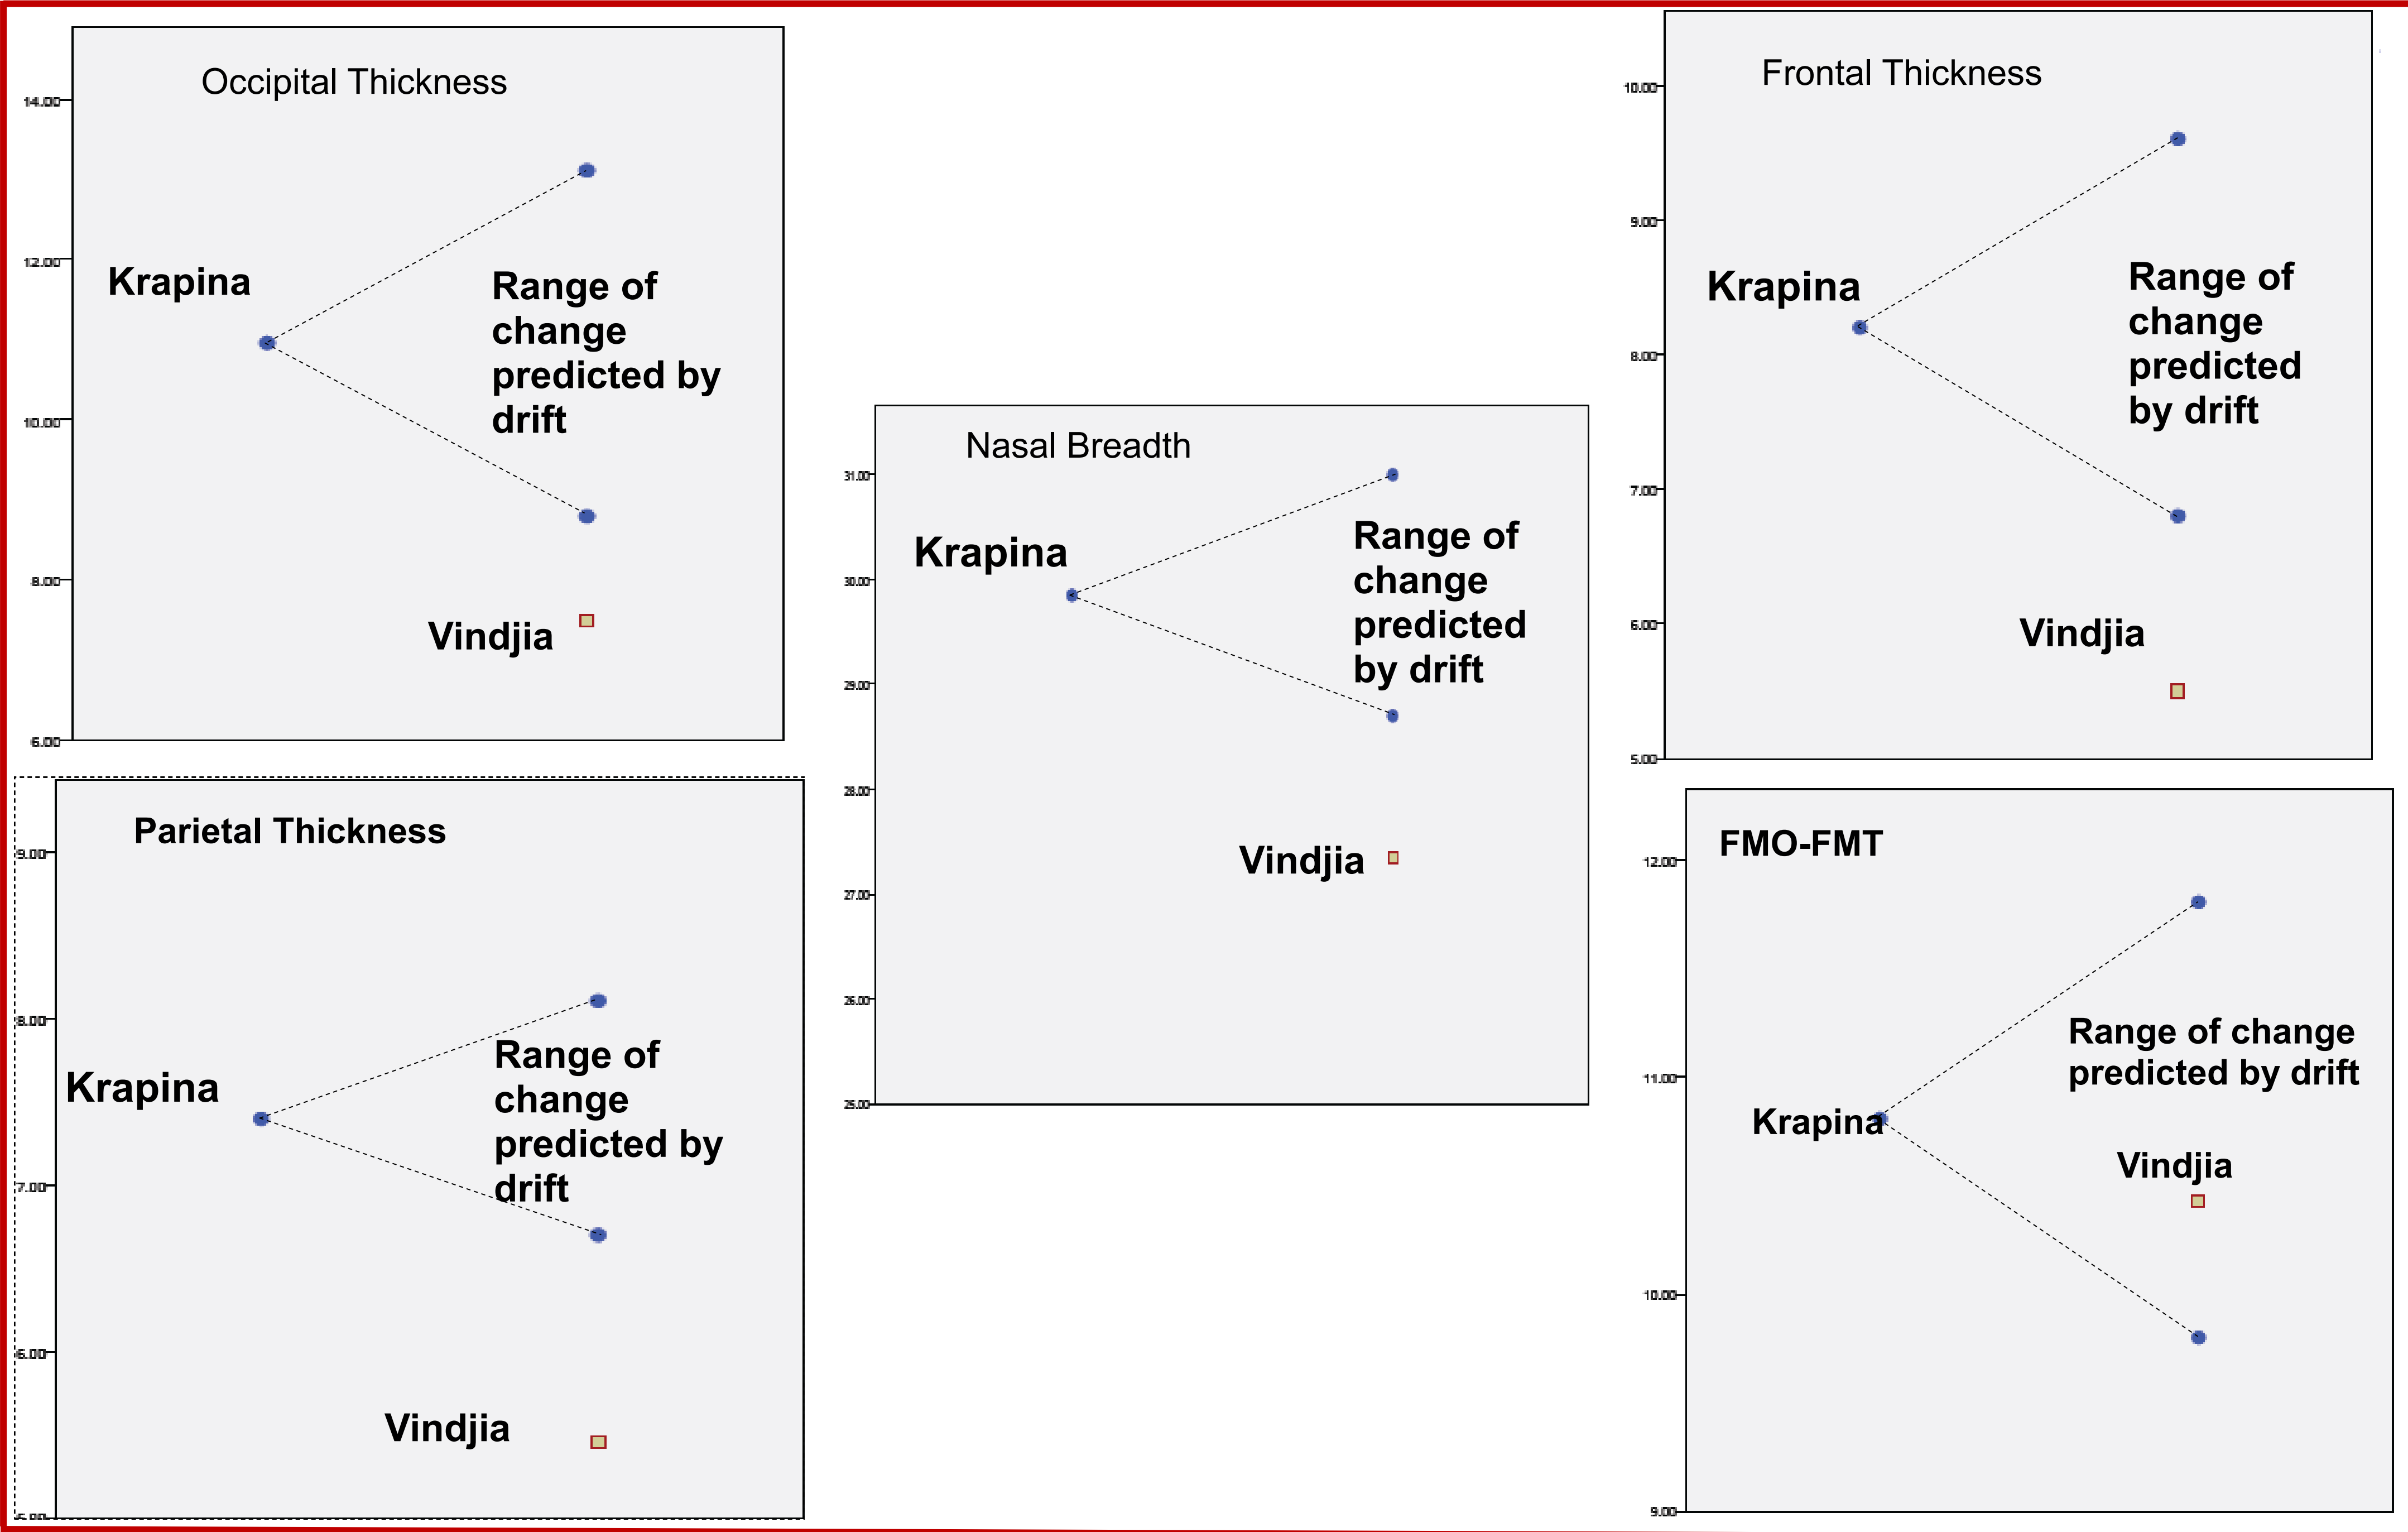 Occipital Thickness
14.00
12.00
10.00
8.00
6.00
Krapina
Range of
change
predicted by
drift
Vindjia
Parietal Thickness
9.00
8.00
7.00
6.00
5.00
Krapina
Range of
change
predicted by
drift
Vindjia
Nasal Breadth
31.00
30.00
29.00
28.00
27.00
26.00
25.00
Krapina
Range of
change
predicted
by drift
Vindjia
Frontal Thickness
10.00
9.00
8.00
7.00
6.00
5.00
Krapina
Range of
change
predicted
by drift
Vindjia
FMO-FMT
12.00
11.00
10.00
9.00
Range of change
predicted by drift
Krapina
Vindjia